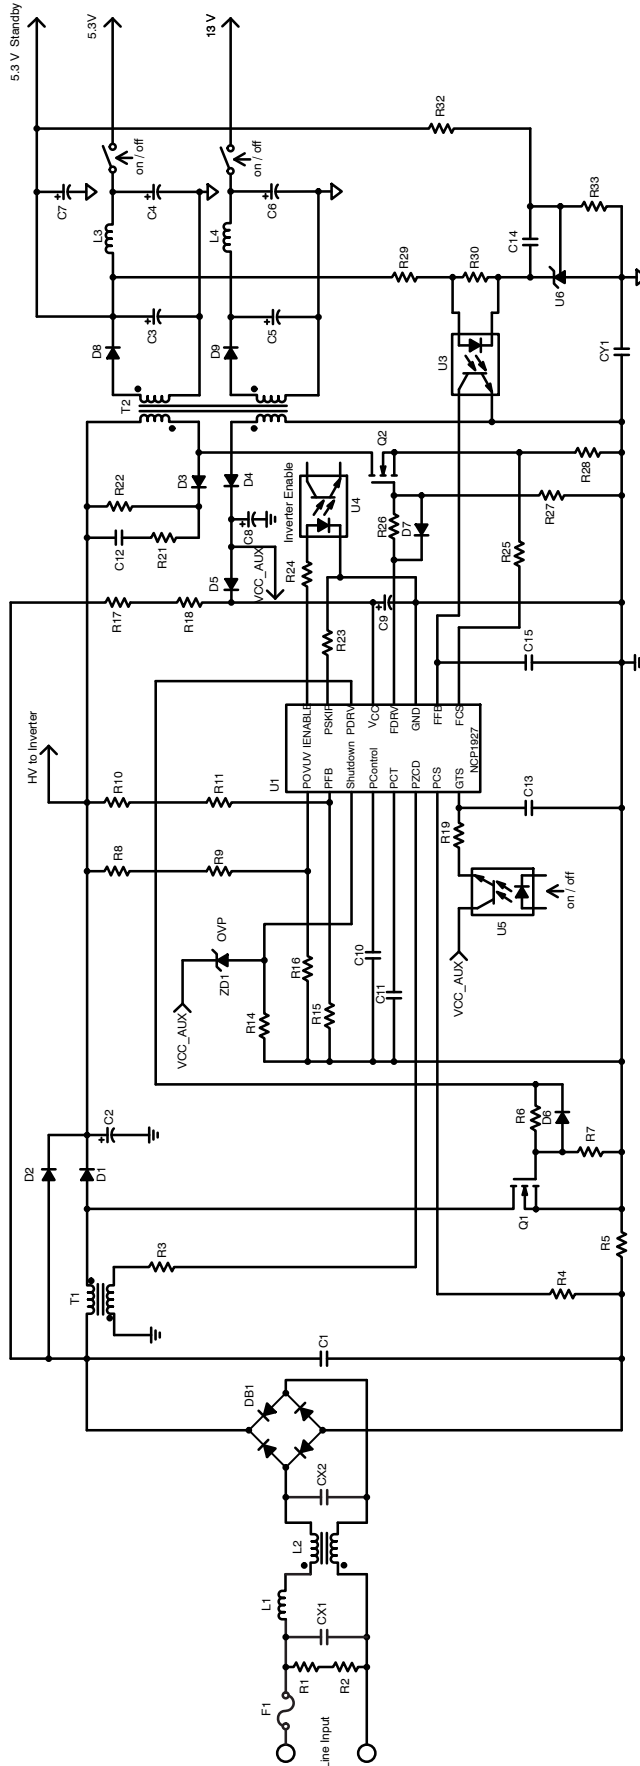 5.3 V Standby
5.3V
13 V
on / off
on / off
C7
C4
C6
L3
L4
R32
R33
C14
U6
R29
R30
C3
C5
D8
D9
U3
CY1
T2
Q2
R22
D3
D4
C12
R21
C8
Inverter Enable
U4
R26
D7
R27
R28
R25
R17
R18
D5
VCC_AUX
R24
R23
C9
C15
HV to Inverter
R10
R11
R8
R9
U1
POVUV
PFB
Shutdown
PControl
PCT
PZCD
PCS
GTS
IENABLE
PSKIP
PDRV
VCC
FDRV
GND
FFB
FCS
NCP1927
R19
C13
U5
on / off
VCC_AUX
OVP
ZD1
VCC_AUX
R14
R16
R15
C10
C11
D2
D1
C2
R6
D6
R7
Q1
T1
R3
R4
R5
C1
DB1
CX2
L2
L1
CX1
R1
R2
F1
Line Input